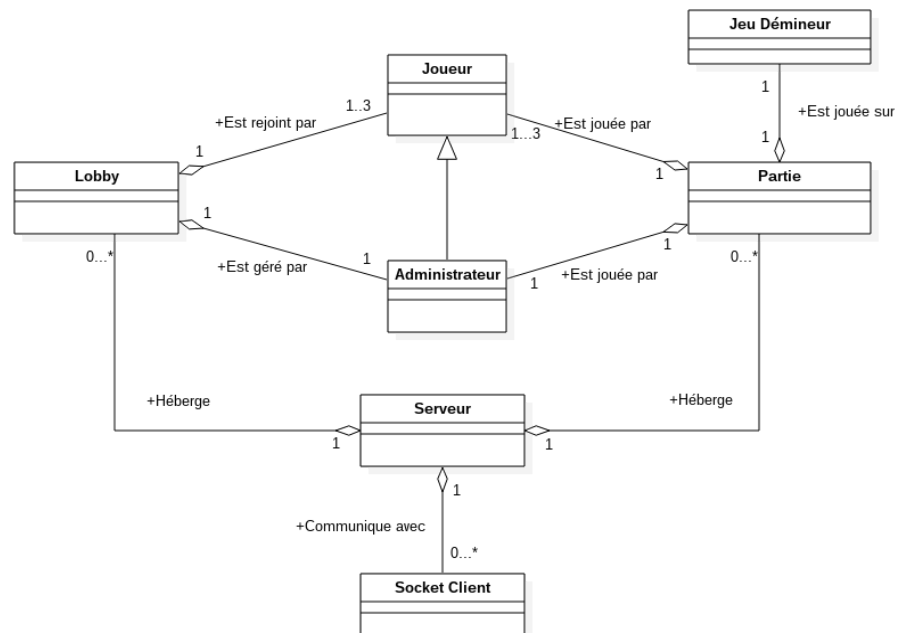 Jeu Démineur
Joueur
1
+Est jouée sur
1..3
+Est rejoint par
+Est jouée par
1...3
1
1
1
Lobby
Partie
1
1
0...*
+Est géré par
1
Administrateur
1
+Est jouée par
0...*
+Héberge
+Héberge
Serveur
1
1
1
+Communique avec
0...*
Socket Client